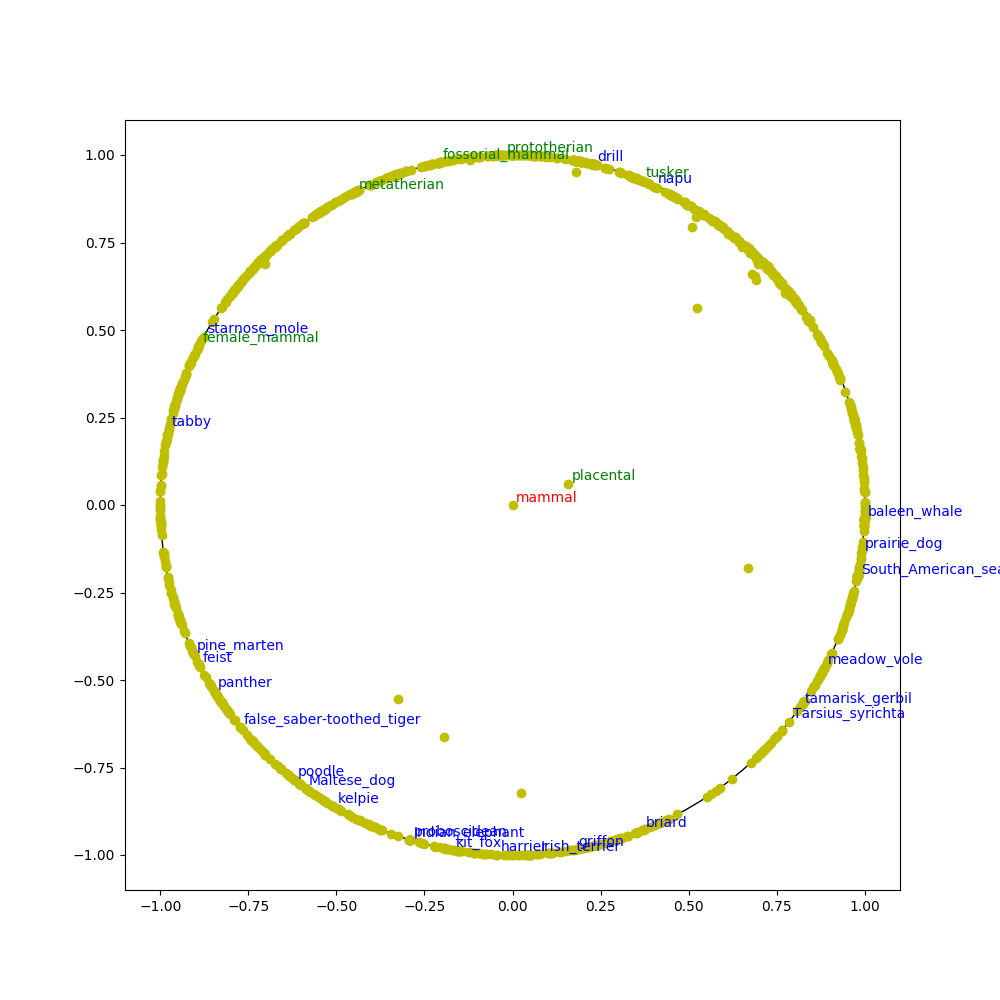 1.00
prototherian
fossorial_mammal
drill
tusker
napu
metatherian
0.75
0.50
starnose_mole
female_mammal
0.25
tabby
placental
mammal
0.00
baleen_whale
prairie_dog
South_American_sea
−0.25
pine_marten
feist
meadow_vole
−0.50
panther
tamarisk_gerbil
Tarsius_syrichta
false_saber-toothed_tiger
−0.75
poodle
Maltese_dog
kelpie
briard
proboscidean
Indian_elephant
griffon
kit_fox
harrier
Irish_terrier
−1.00
−1.00 −0.75 −0.50 −0.25 0.00 0.25 0.50 0.75 1.00